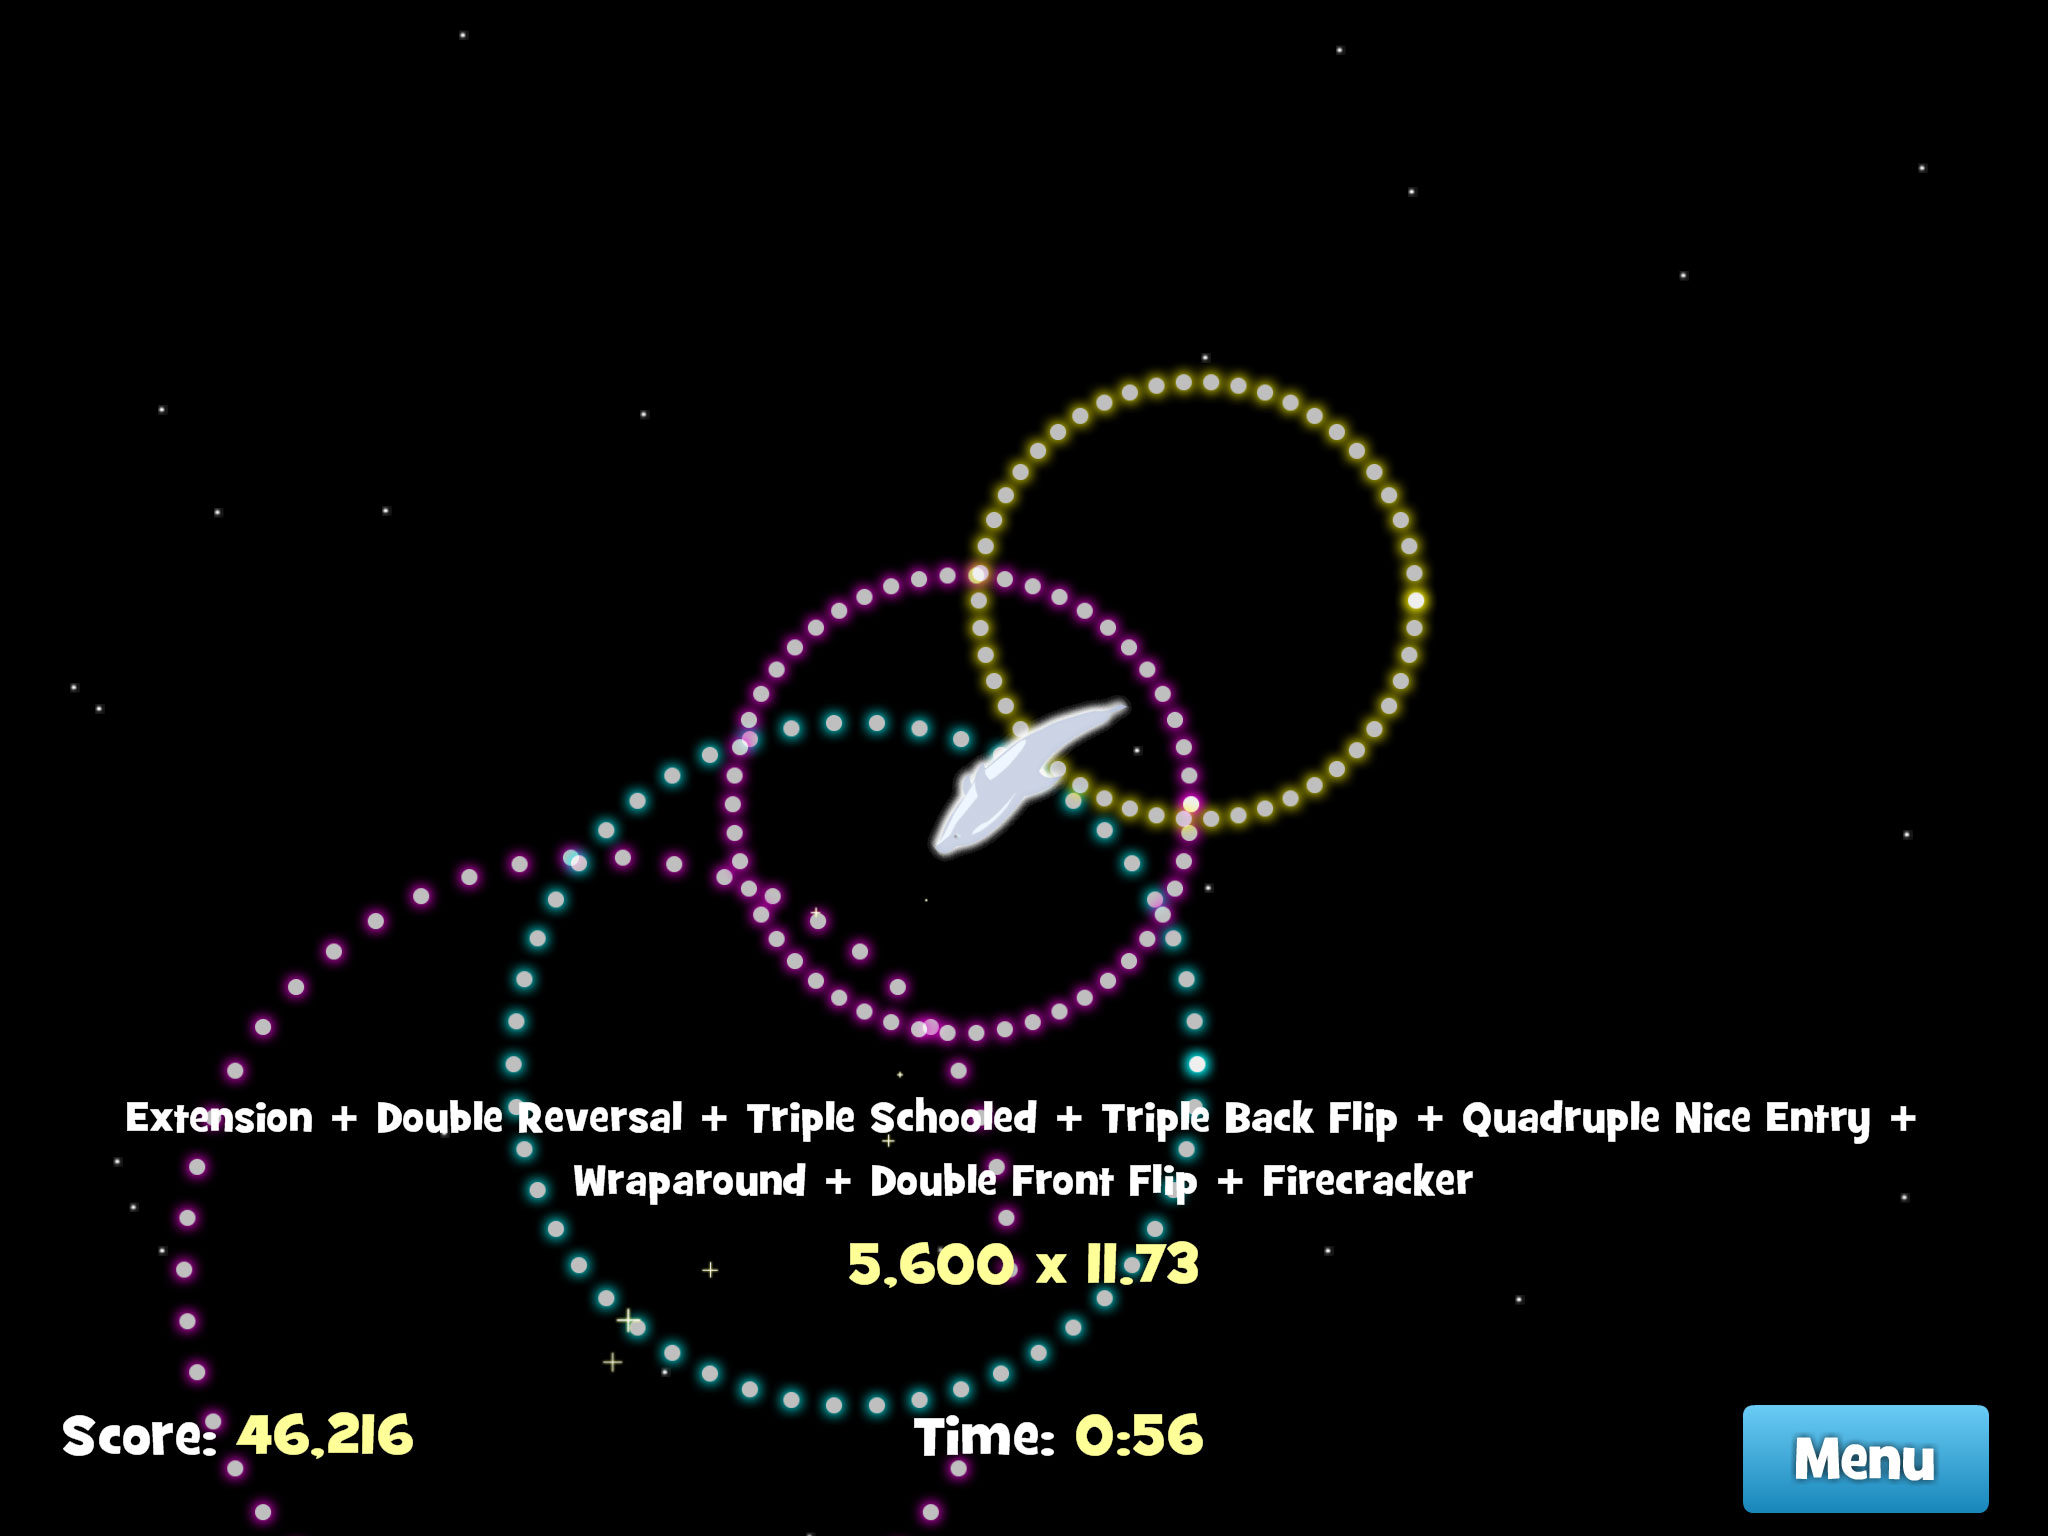 Extension + Double Reversal + Triple Schooled + Triple Back Flip + Quadruple Nice Entry +
Wraparound + Double Front Flip + Firecracker
5,600 x 11.73
Score: 46,216
Time: 0:56
Menu